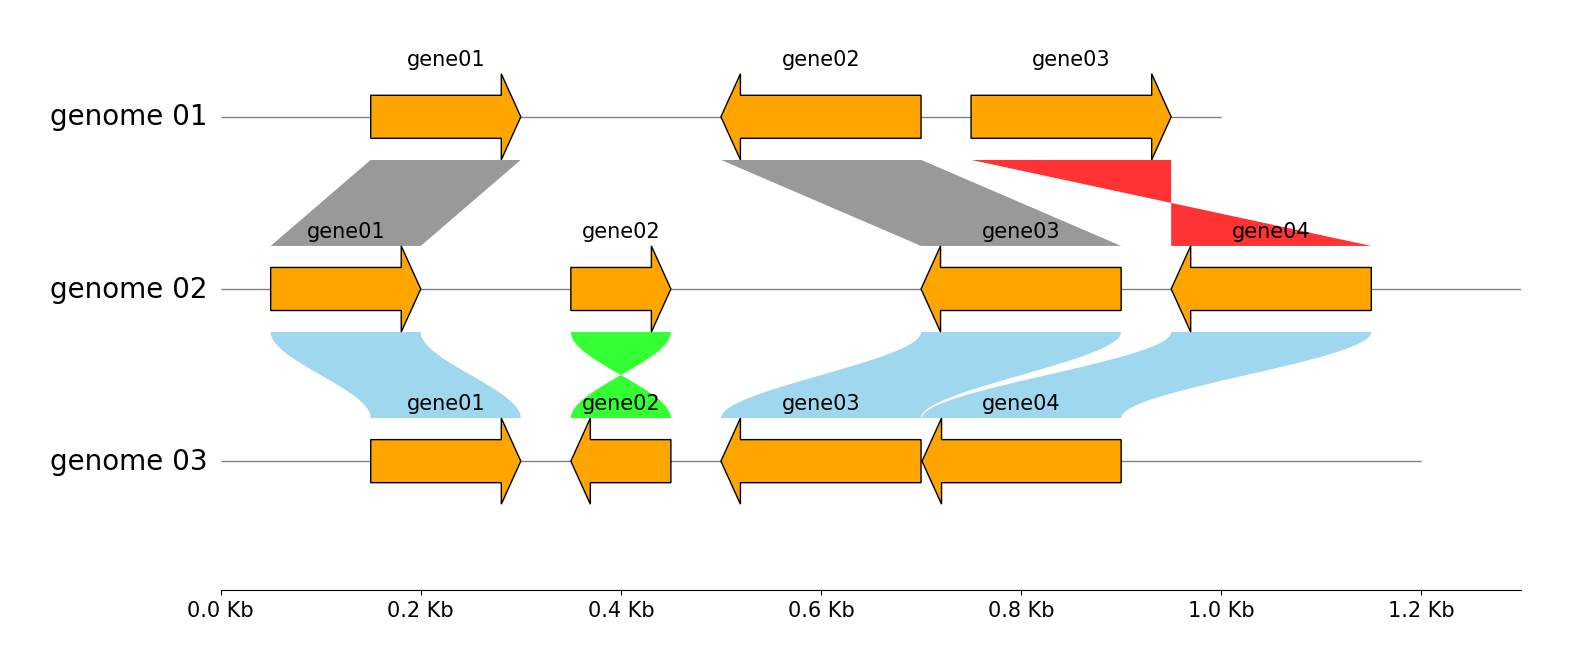 gene01 gene02 gene03
genome 01
gene01 gene02 gene03 gene04
genome 02
gene01 gene02 gene03 gene04
genome 03
0.0 Kb 0.2 Kb 0.4 Kb 0.6 Kb 0.8 Kb 1.0 Kb 1.2 Kb